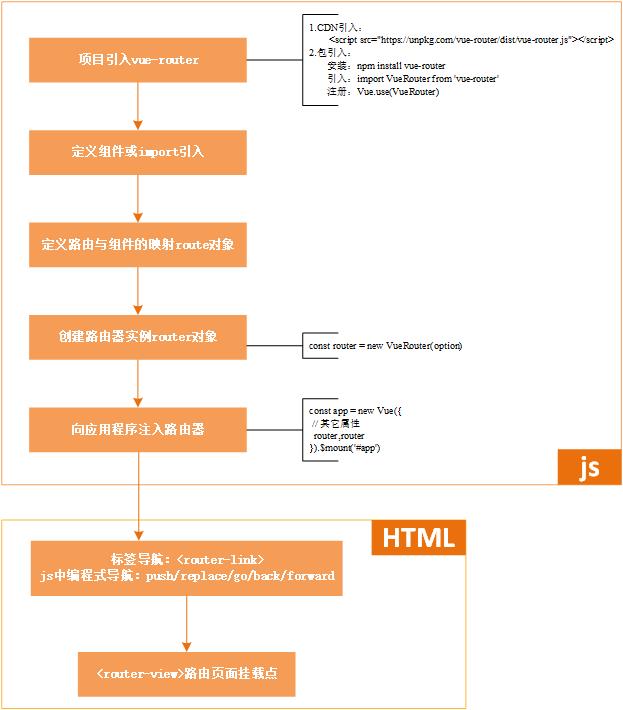 项目引入vue-router
1.CDN引入：
<script src="https://unpkg.com/vue-router/dist/vue-router.js"></script>
2.包引入：
安装：npm install vue-router
引入：import VueRouter from 'vue-router'
注册：Vue.use(VueRouter)
定义组件或import引入
定义路由与组件的映射route对象
创建路由器实例router对象
const router = new VueRouter(option)
向应用程序注入路由器
const app = new Vue({
// 其它属性
router,router
}).$mount('#app')
js
HTML
标签导航：<router-link>
js中编程式导航：push/replace/go/back/forward
<router-view>路由页面挂载点